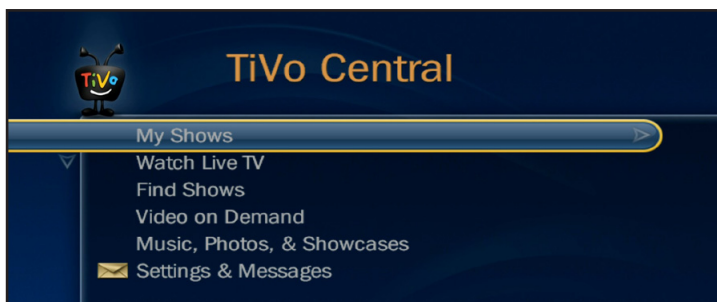 TiVo
TiVo Central
My Shows
Watch Live TV
Find Shows
Video on Demand
Music, Photos, & Showcases
Settings & Messages